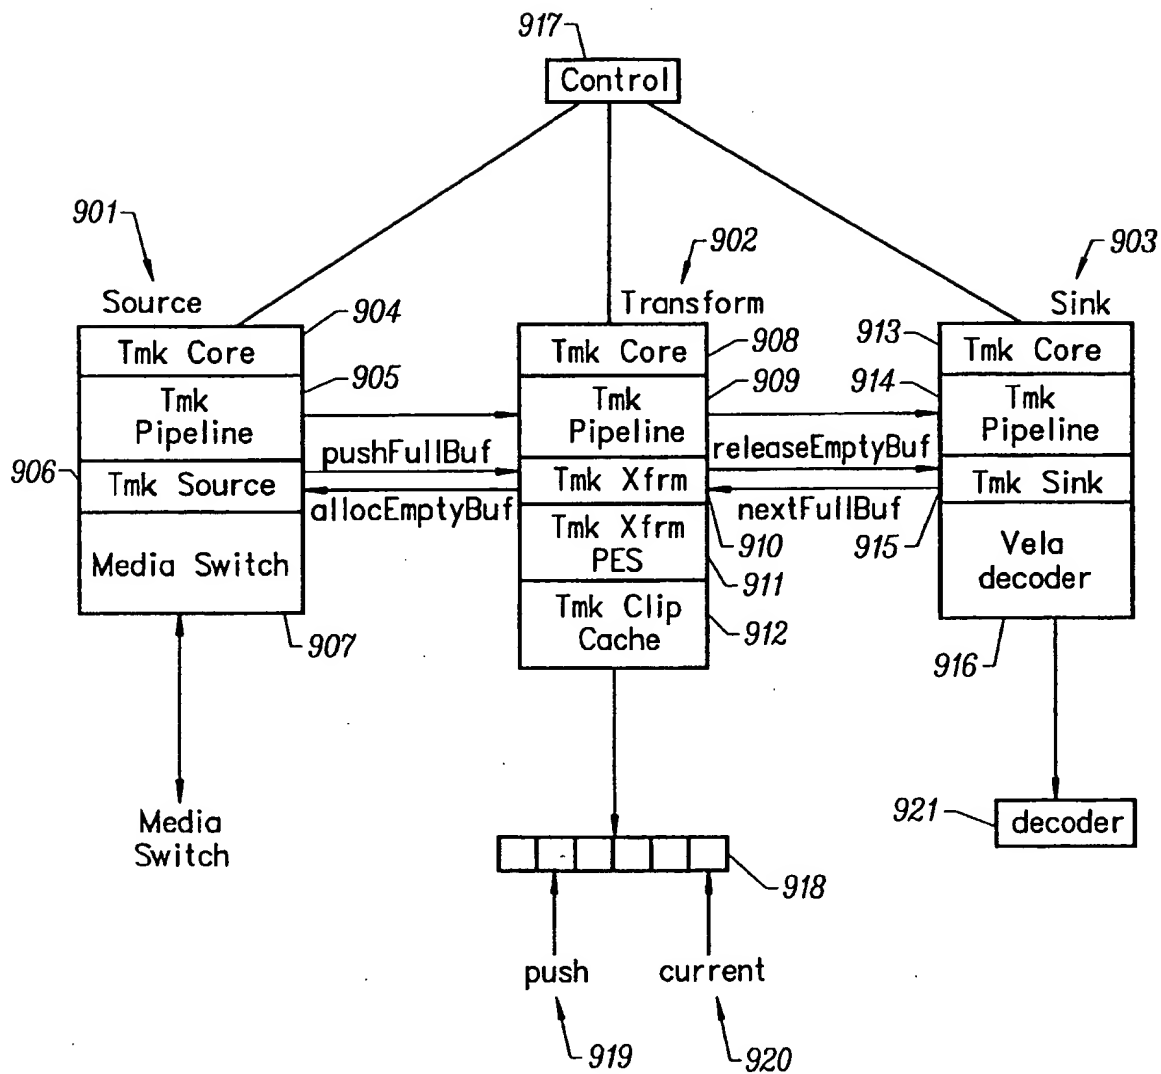 917
Control
901
902
903
Source
Transform
Sink
904
908
913
Tmk Core
Tmk Core
Tmk Core
905
909
914
Tmk
Pipeline
Tmk
Pipeline
Tmk
Pipeline
906
pushFullBuf
releaseEmptyBuf
Tmk Source
Tmk Xfrm
Tmk Sink
allocEmptyBuf
nextFullBuf
910
915
Media Switch
Tmk Xfrm
PES
Vela
decoder
911
Tmk Clip
Cache
912
907
916
Media
Switch
921
decoder
918
push
current
919
920